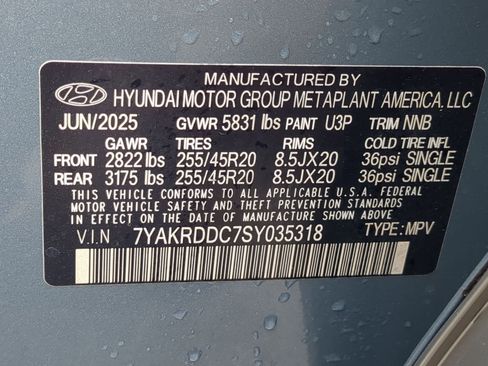 MANUFACTURED BY
HYUNDAI MOTOR GROUP METAPLANT AMERICA, LLC
JUN/2025 GVWR 5831 lbs PAINT U3P TRIM NNB
GAWR TIRES RIMS COLD TIRE INFL
FRONT 2822 lbs 255/45R20 8.5JX20 36psi SINGLE
REAR 3175 lbs 255/45R20 8.5JX20 36psi SINGLE
THIS VEHICLE CONFORMS TO ALL APPLICABLE U.S.A. FEDERAL
MOTOR VEHICLE SAFETY, BUMPER, AND THEFT PREVENTION
STANDARDS IN EFFECT ON THE DATE OF MANUFACTURE SHOWN ABOVE.
V.I.N 7YAKRDDC7SY035318 TYPE: MPV